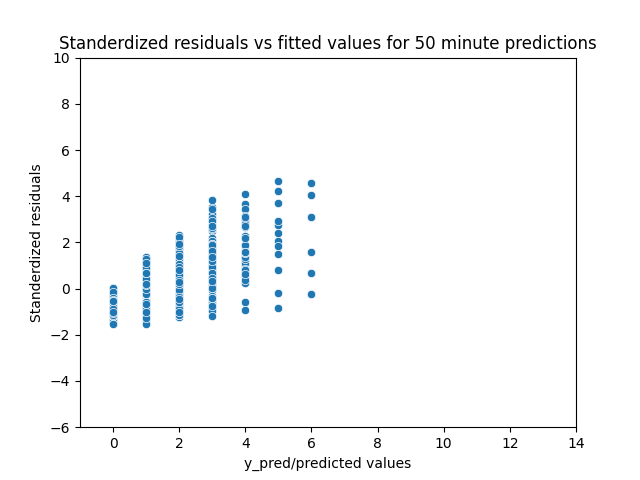 Standerdized residuals vs fitted values for 50 minute predictions
10
8
6
4
2
0
−2
−4
−6
Standerdized residuals
0 2 4 6 8 10 12 14
y_pred/predicted values